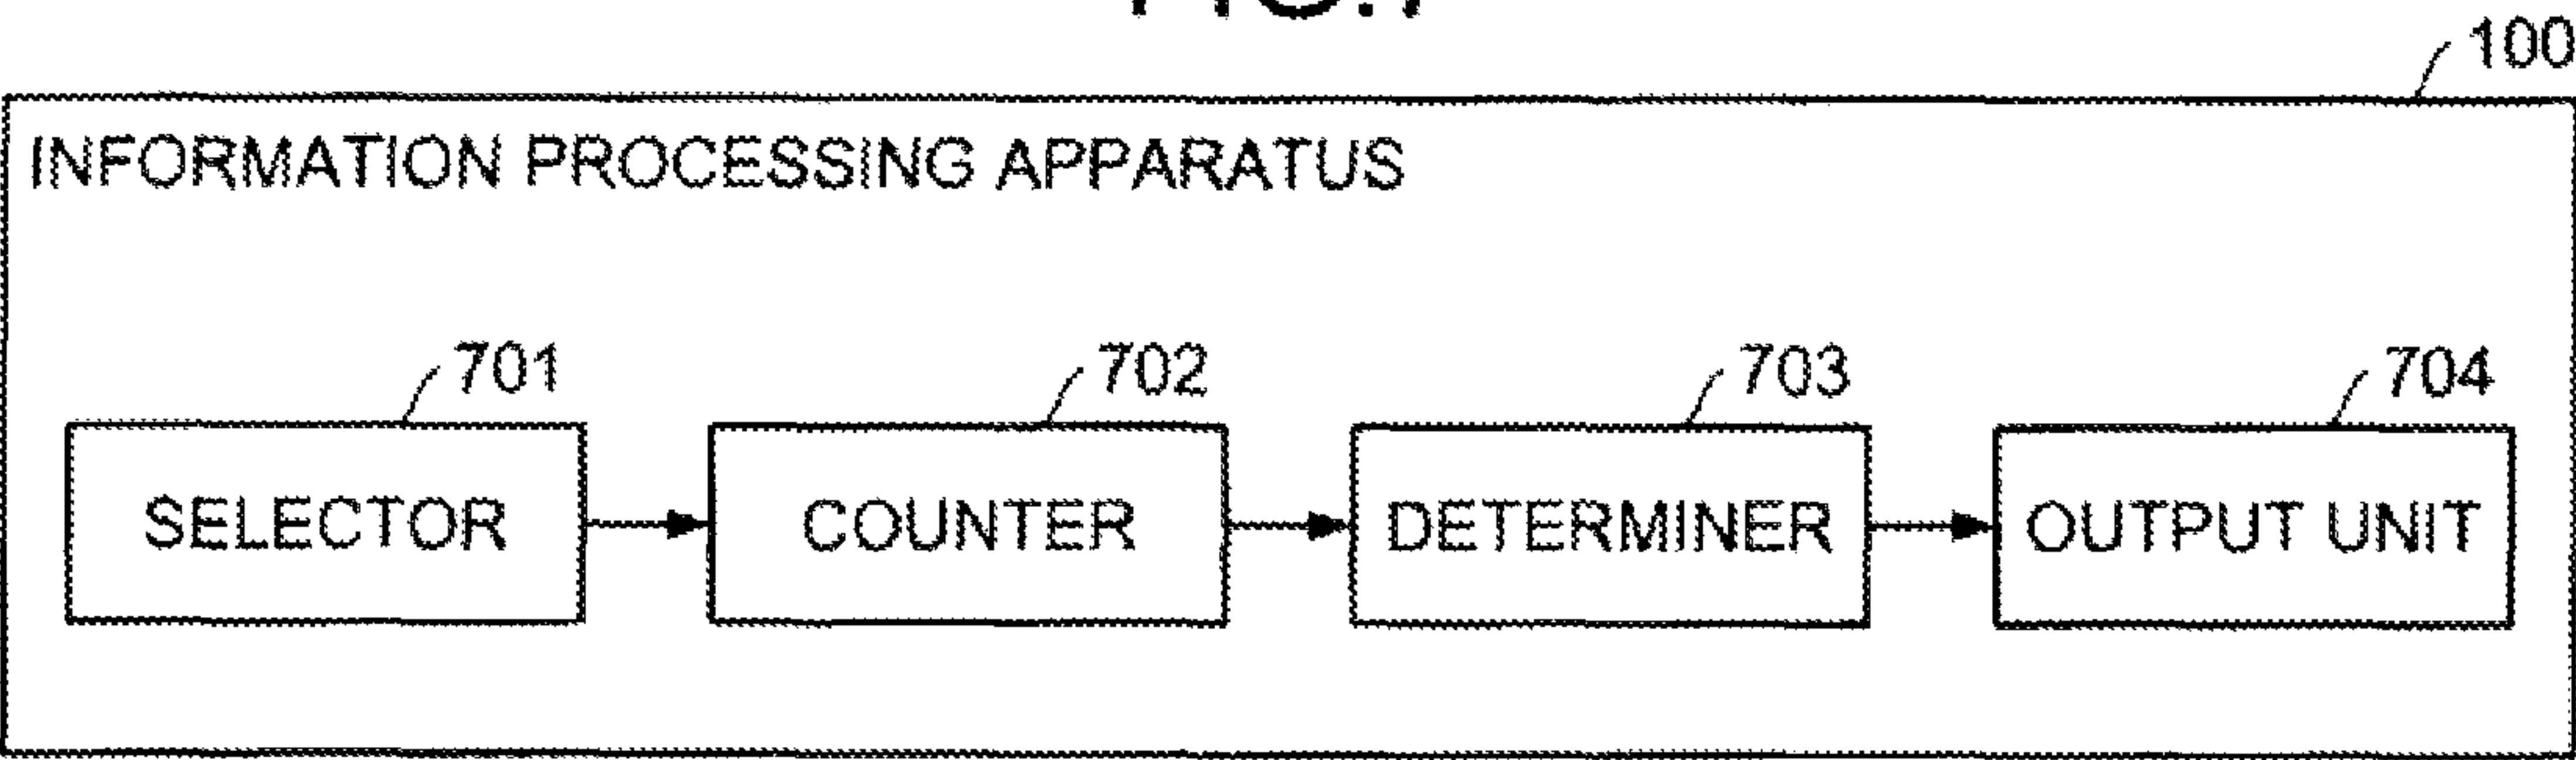 100
INFORMATION PROCESSING APPARATUS
701 702 703 704
SELECTOR COUNTER DETERMINER OUTPUT UNIT